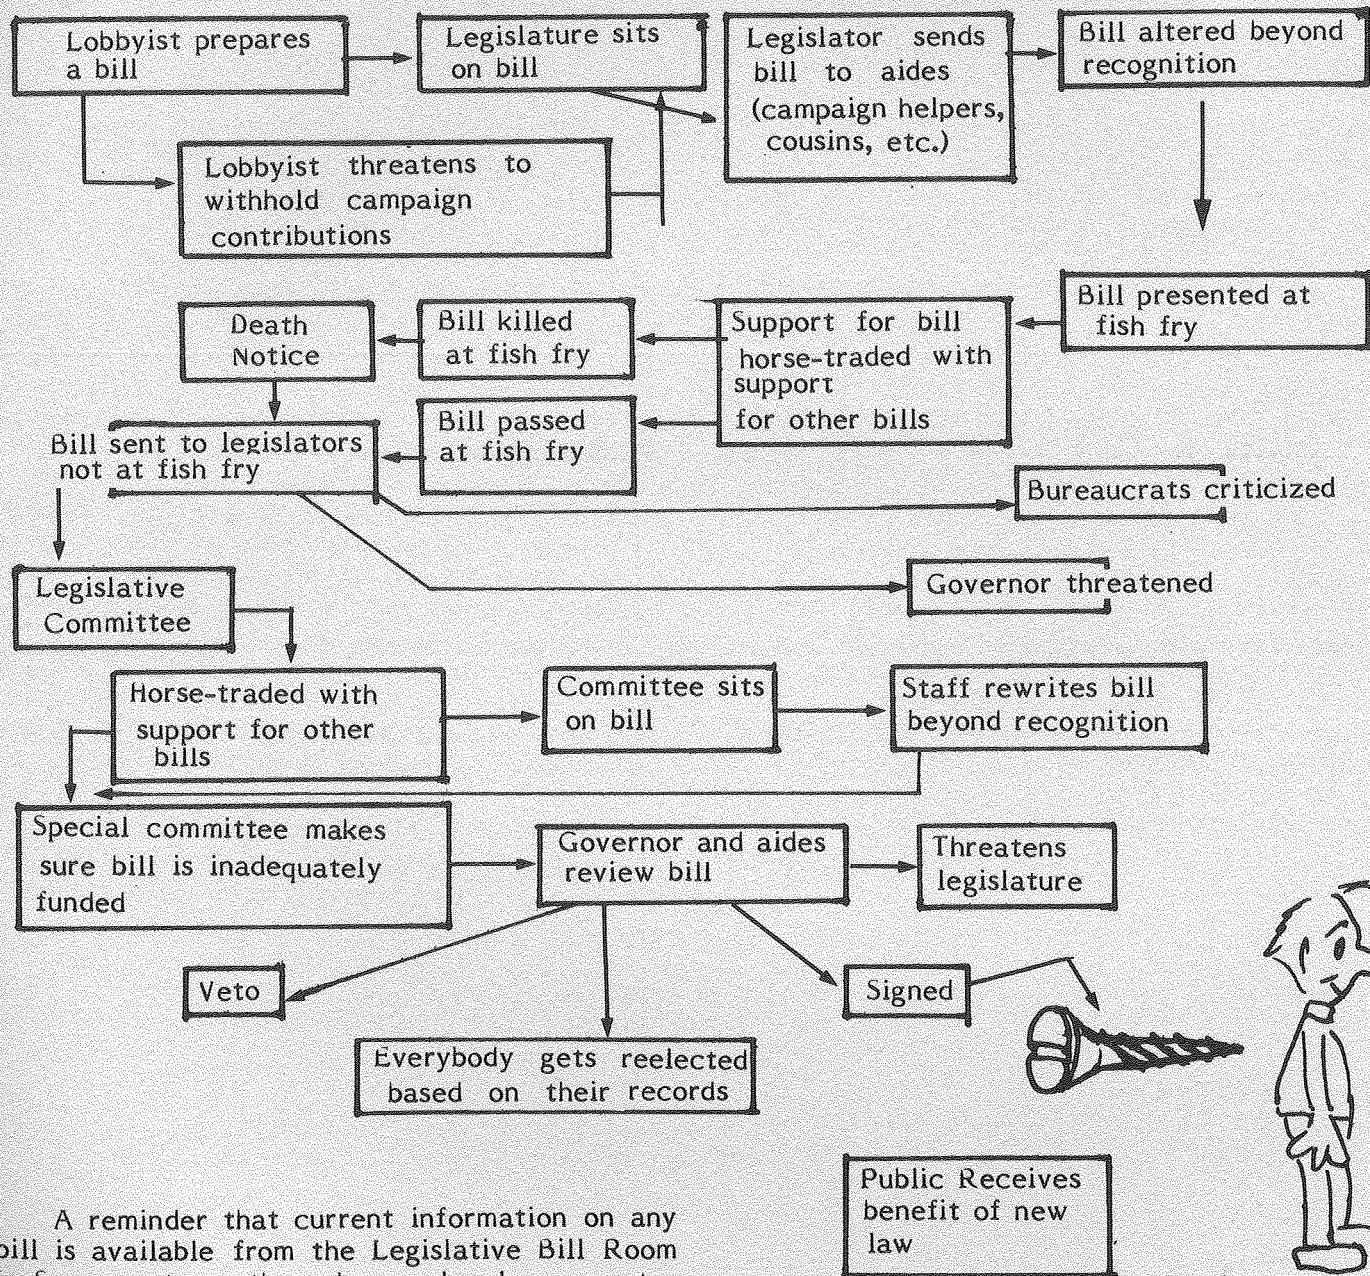 Lobbyist prepares
a bill
Legislature sits
on bill
Legislator sends
bill to aides
(campaign helpers,
cousins, etc.)
Bill altered beyond
recognition
Lobbyist threatens to
withhold campaign
contributions
Bill presented at
fish fry
Support for bill
horse-traded with
support
for other bills
Bill killed
at fish fry
Death
Notice
Bill passed
at fish fry
Bill sent to legislators
not at fish fry
Bureaucrats criticized
Governor threatened
Legislative
Committee
Horse-traded with
support for other
bills
Committee sits
on bill
Staff rewrites bill
beyond recognition
Special committee makes
sure bill is inadequately
funded
Governor and aides
review bill
Threatens
legislature
Veto
Signed
Everybody gets reelected
based on their records
Public Receives
benefit of new
law
A reminder that current information on any
bill is available from the Legislative Bill Room